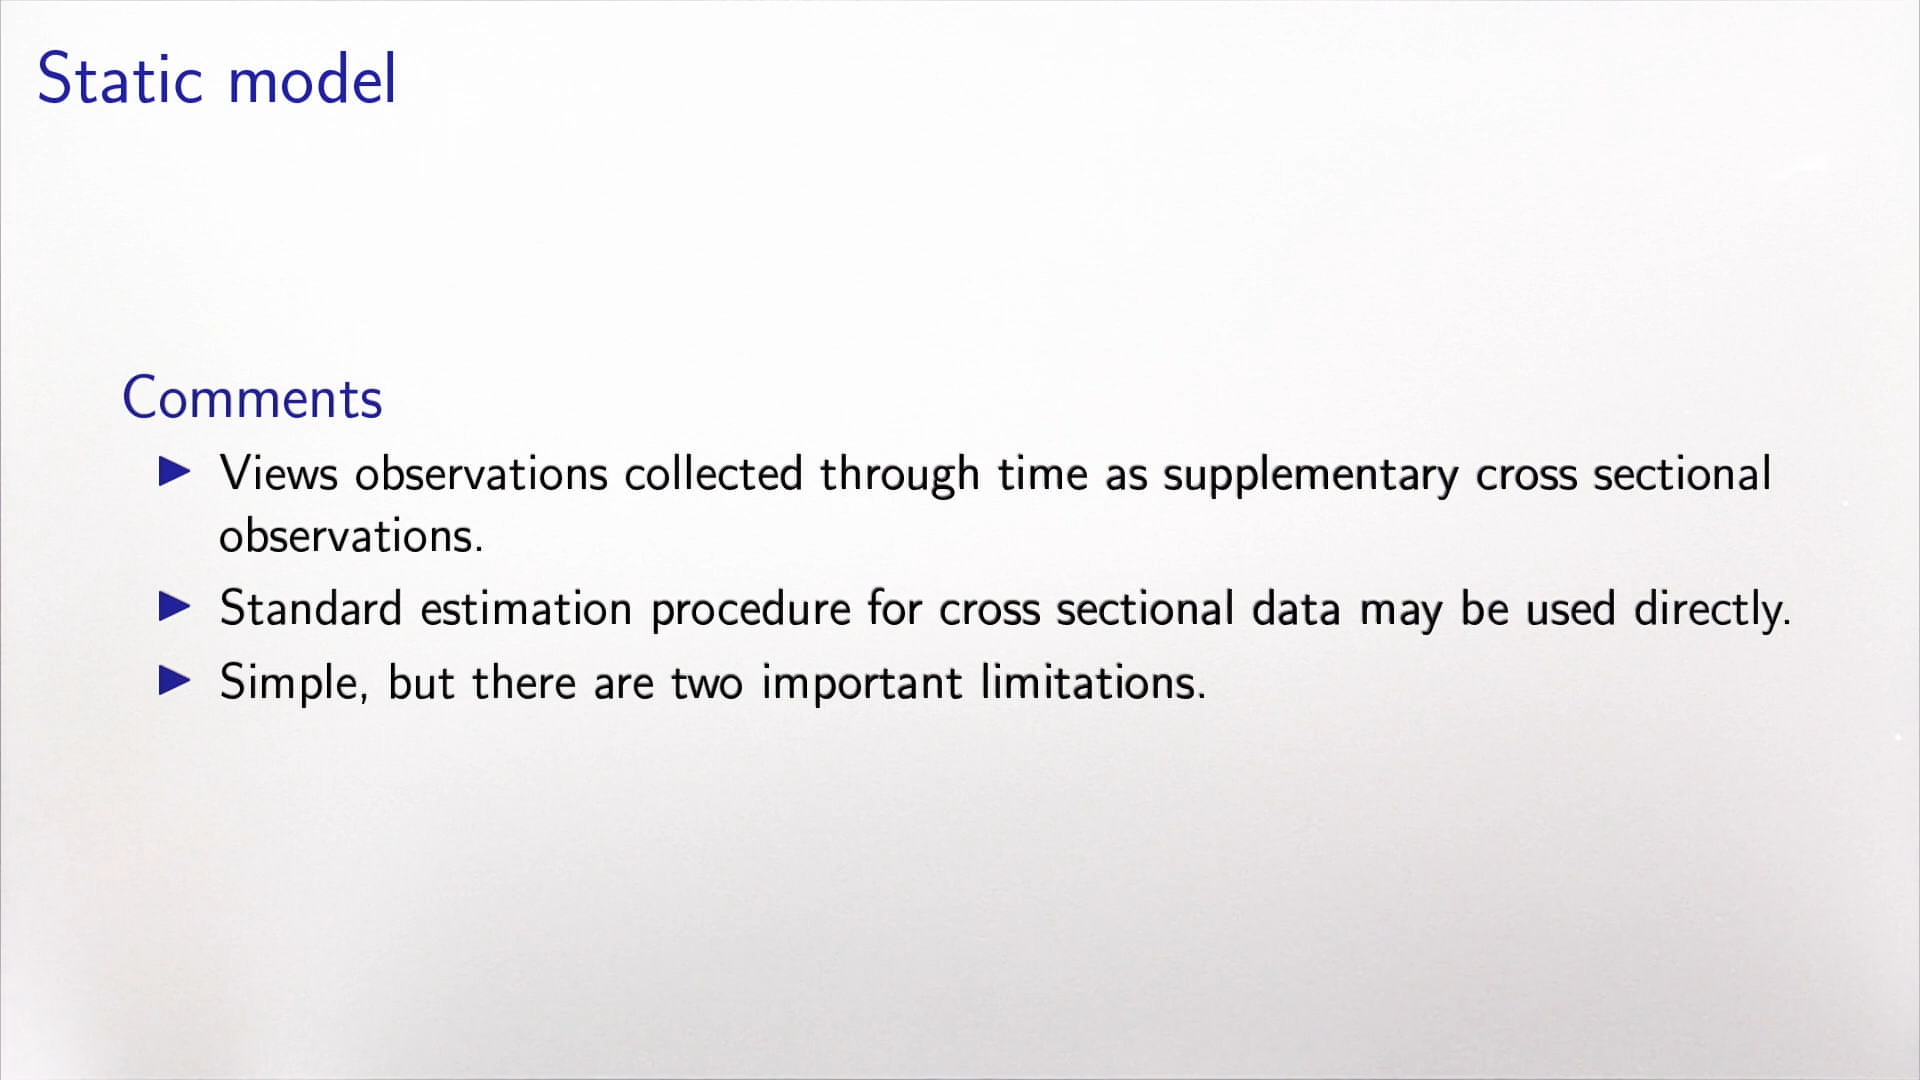 Static model
Comments
▶ Views observations collected through time as supplementary cross sectional
observations.
▶ Standard estimation procedure for cross sectional data may be used directly.
▶ Simple, but there are two important limitations.